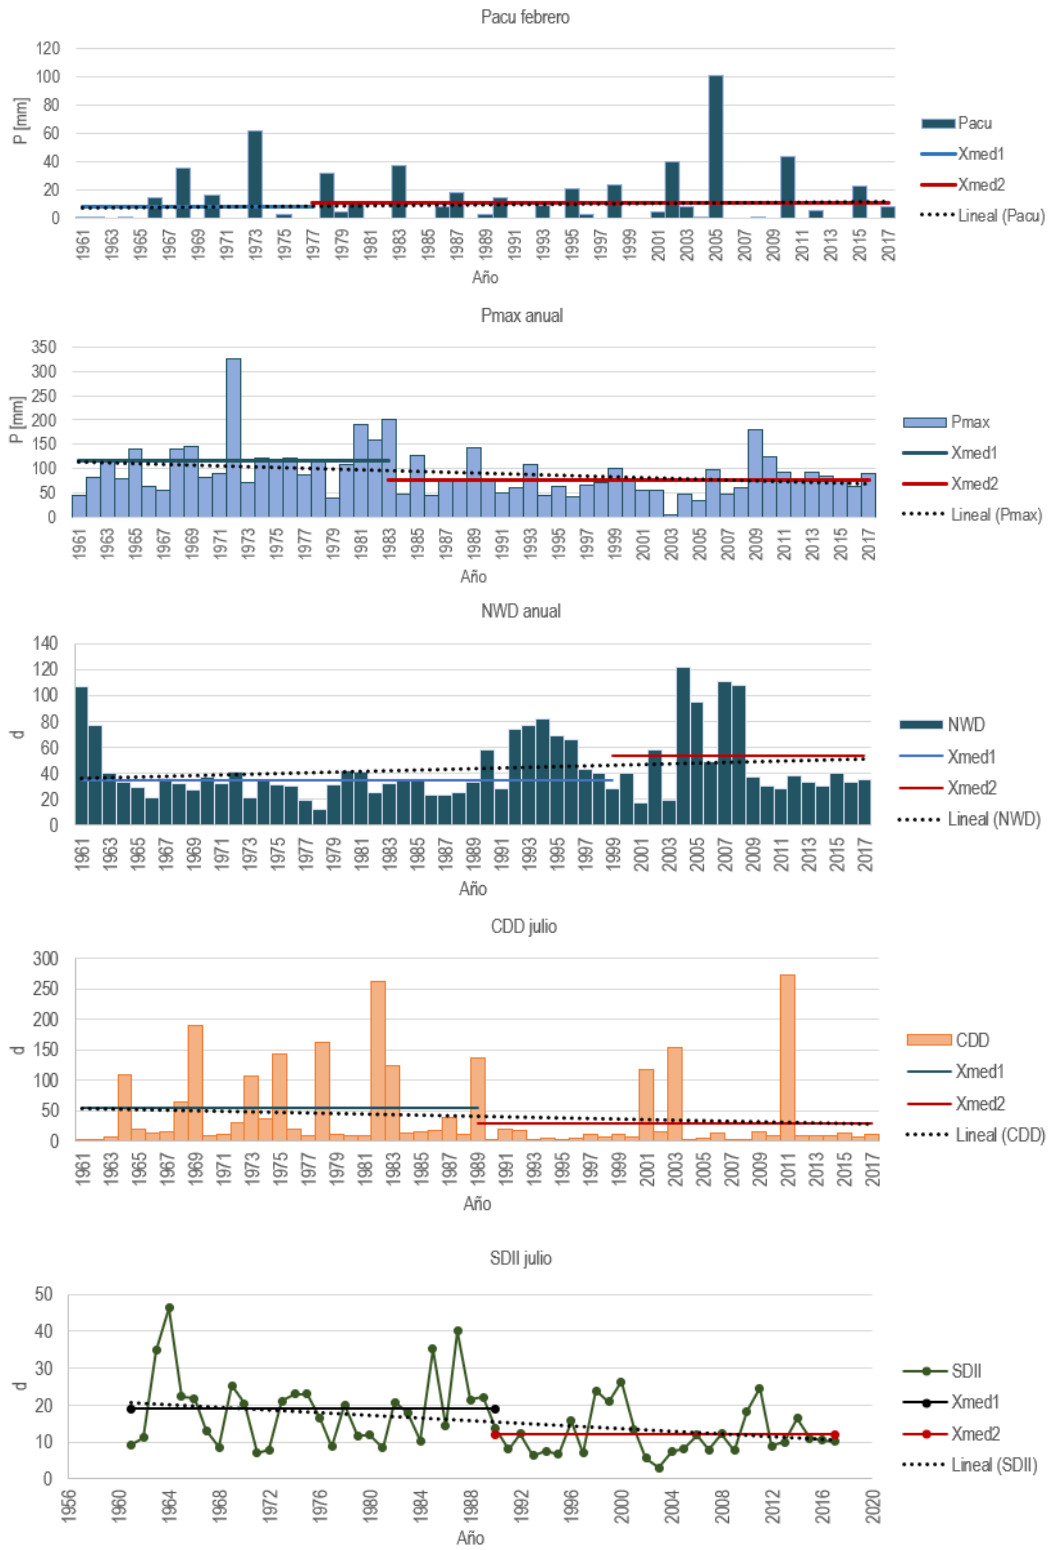 Pacu febrero
120
100
80
60
40
20
0
P [mm]
1961 1963 1965 1967 1969 1971 1973 1975 1977 1979 1981 1983 1985 1987 1989 1991 1993 1995 1997 1999 2001 2003 2005 2007 2009 2011 2013 2015 2017
Año
Pacu
Xmed1
Xmed2
Lineal (Pacu)
Pmax anual
350
300
250
200
150
100
50
0
P [mm]
1961 1963 1965 1967 1969 1971 1973 1975 1977 1979 1981 1983 1985 1987 1989 1991 1993 1995 1997 1999 2001 2003 2005 2007 2009 2011 2013 2015 2017
Año
Pmax
Xmed1
Xmed2
Lineal (Pmax)
NWD anual
140
120
100
80
60
40
20
0
d
1961 1963 1965 1967 1969 1971 1973 1975 1977 1979 1981 1983 1985 1987 1989 1991 1993 1995 1997 1999 2001 2003 2005 2007 2009 2011 2013 2015 2017
Año
NWD
Xmed1
Xmed2
Lineal (NWD)
CDD julio
300
250
200
150
100
50
0
d
1961 1963 1965 1967 1969 1971 1973 1975 1977 1979 1981 1983 1985 1987 1989 1991 1993 1995 1997 1999 2001 2003 2005 2007 2009 2011 2013 2015 2017
Año
CDD
Xmed1
Xmed2
Lineal (CDD)
SDII julio
50
40
30
20
10
0
d
1956 1960 1964 1968 1972 1976 1980 1984 1988 1992 1996 2000 2004 2008 2012 2016 2020
Año
SDII
Xmed1
Xmed2
Lineal (SDII)